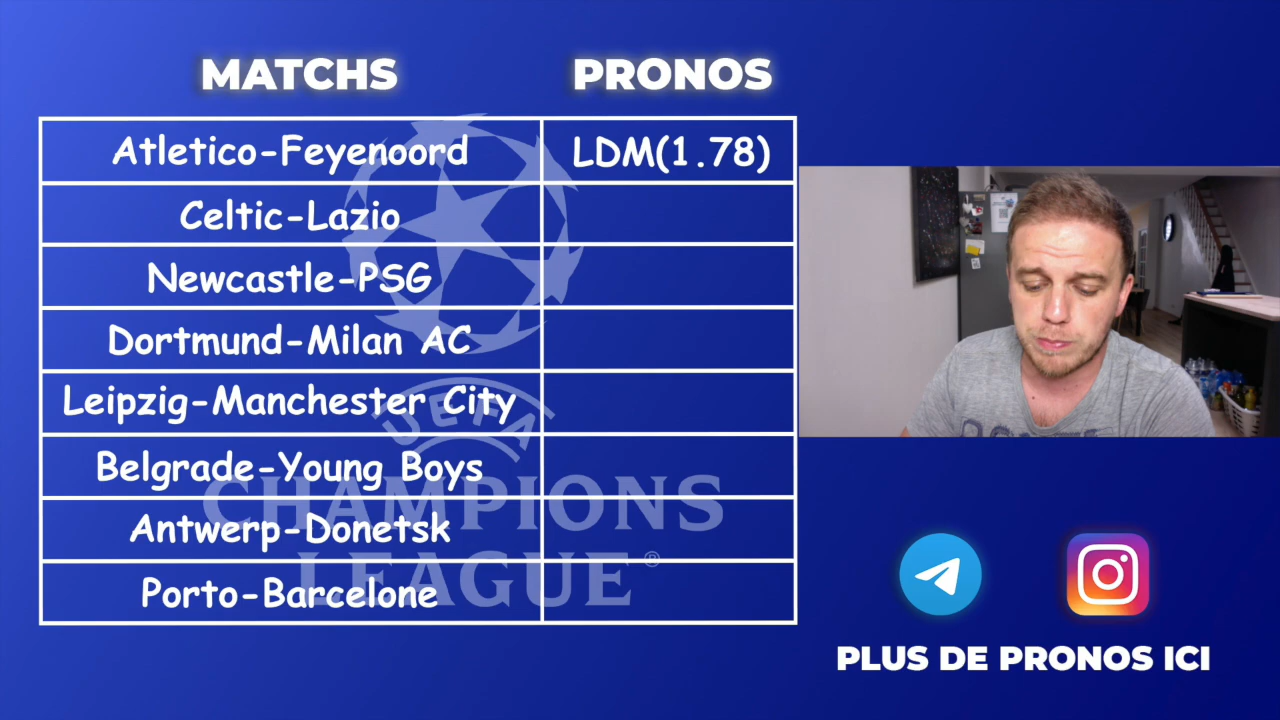 MATCHS PRONOS
Atletico-Feyenoord LDM(1.78)
Celtic-Lazio
Newcastle-PSG
Dortmund-Milan AC
Leipzig-Manchester City
Belgrade-Young Boys
Antwerp-Donetsk
Porto-Barcelone
UEFA
CHAMPIONS
LEAGUE®
PLUS DE PRONOS ICI